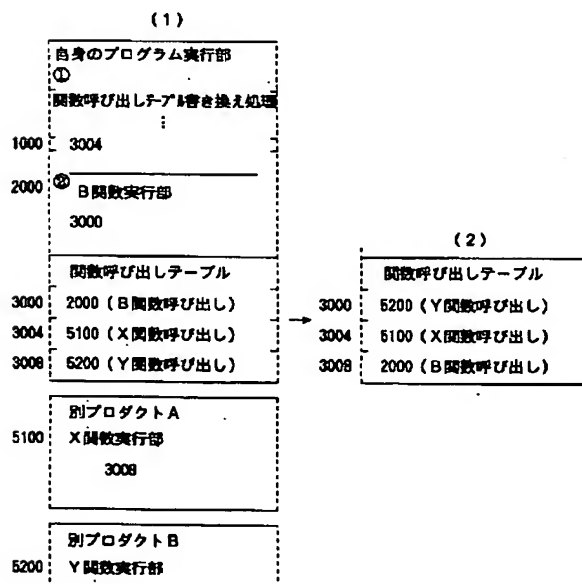 (1)
自身のプログラム実行部
①
関数呼び出しテーブル書き換え処理
⋮
1000 3004
2000 ② B関数実行部
3000
関数呼び出しテーブル
3000 2000(B関数呼び出し)
3004 5100(X関数呼び出し)
3008 5200(Y関数呼び出し)
→
(2)
関数呼び出しテーブル
3000 5200(Y関数呼び出し)
3004 5100(X関数呼び出し)
3008 2000(B関数呼び出し)
別プロダクトA
5100 X関数実行部
3008
別プロダクトB
5200 Y関数実行部